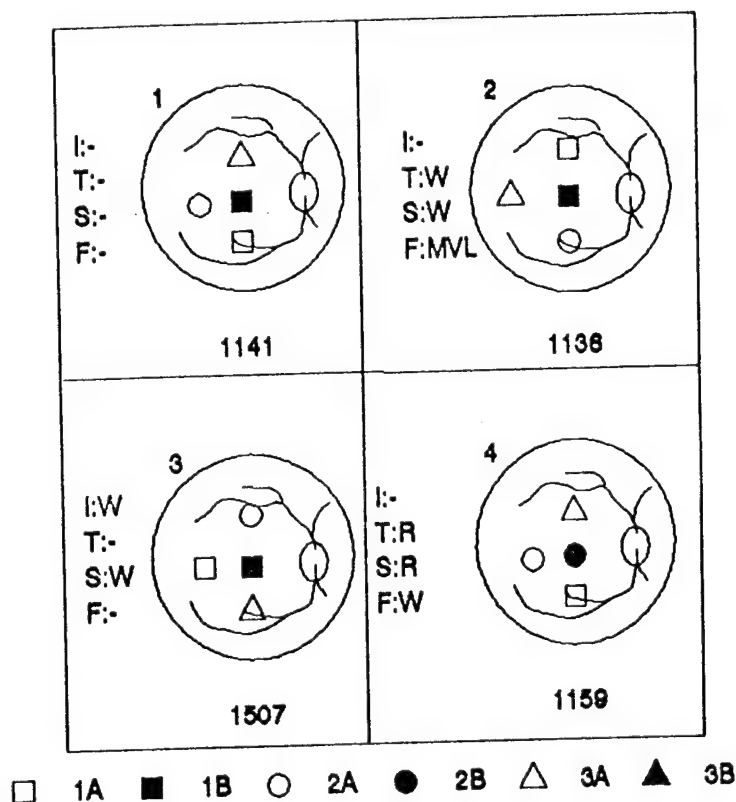 1
I:-
T:-
S:-
F:-
1141
2
I:-
T:W
S:W
F:MVL
1136
3
I:W
T:-
S:W
F:-
1507
4
I:-
T:R
S:R
F:W
1159
1A 1B 2A 2B 3A 3B